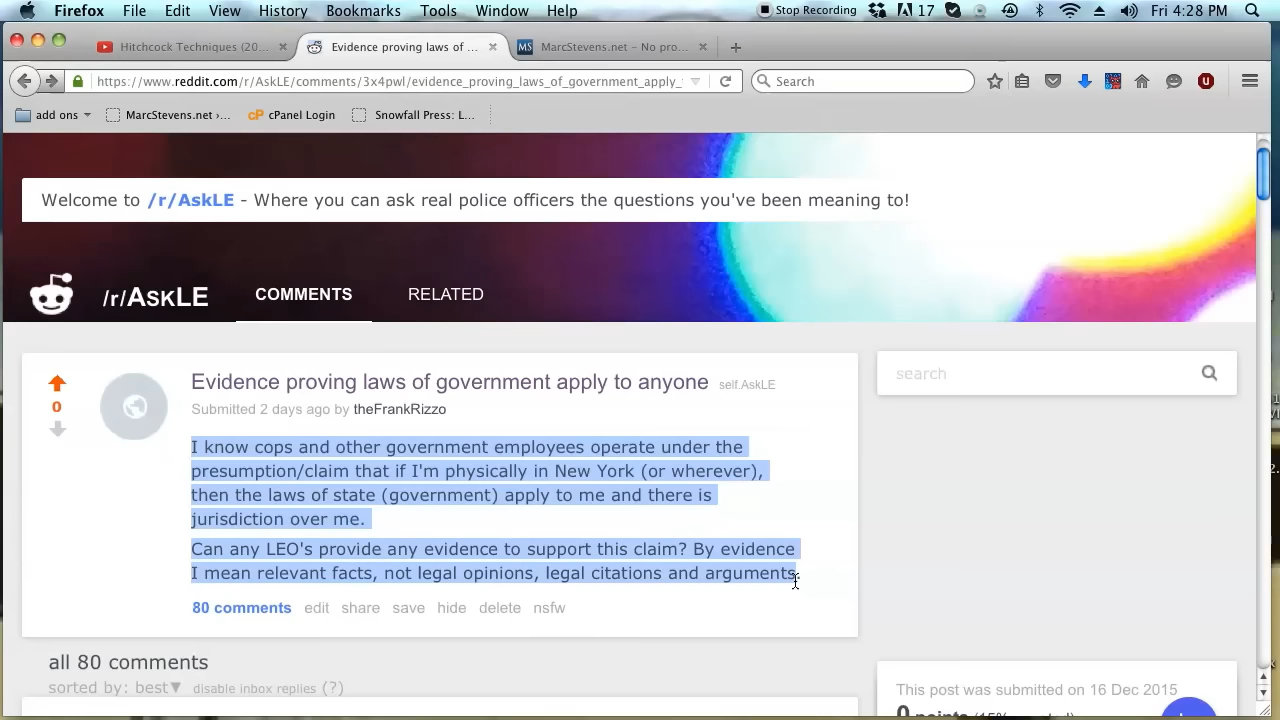 Firefox File Edit View History Bookmarks Tools Window Help Stop Recording 17 Fri 4:28 PM
Hitchcock Techniques (20... Evidence proving laws of ... MS MarcStevens.net – No pro...
https://www.reddit.com/r/AskLE/comments/3x4pwl/evidence_proving_laws_of_government_apply_ Search
add ons MarcStevens.net ›... cP cPanel Login Snowfall Press: L...
Welcome to /r/AskLE - Where you can ask real police officers the questions you've been meaning to!
/r/AskLE COMMENTS RELATED
search
Evidence proving laws of government apply to anyone self.AskLE
0
Submitted 2 days ago by theFrankRizzo
I know cops and other government employees operate under the
presumption/claim that if I'm physically in New York (or wherever),
then the laws of state (government) apply to me and there is
jurisdiction over me.
Can any LEO's provide any evidence to support this claim? By evidence
I mean relevant facts, not legal opinions, legal citations and arguments.
80 comments edit share save hide delete nsfw
all 80 comments
sorted by: best▼ disable inbox replies (?)
This post was submitted on 16 Dec 2015
0 points